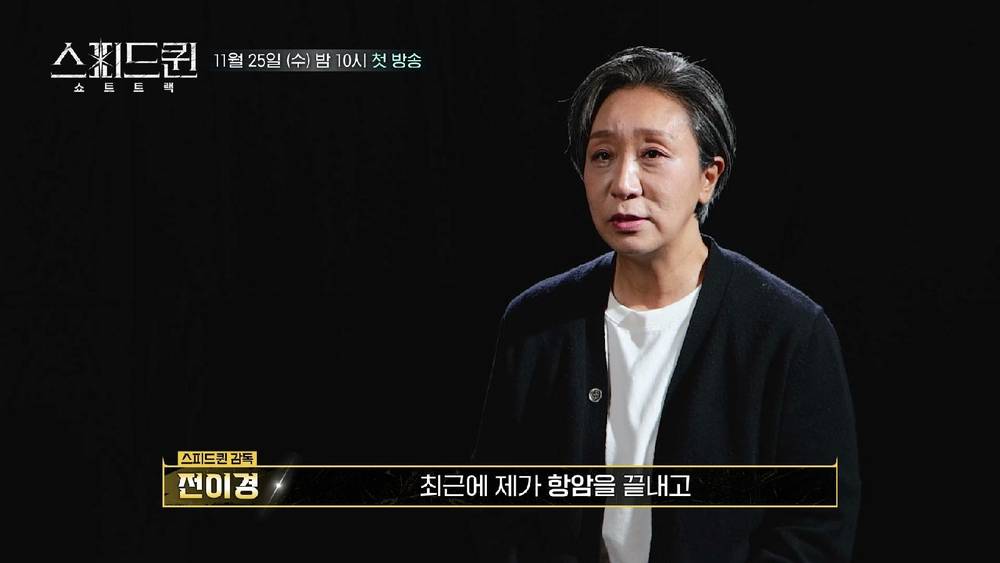 스피드퀸
쇼트트랙
11월 25일 (수) 밤 10시 첫 방송
스피드퀸 감독
전이경
최근에 제가 항암을 끝내고